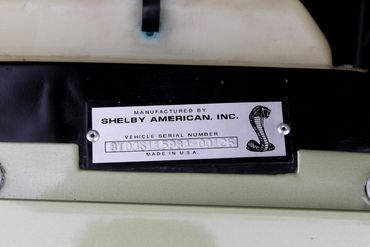 MANUFACTURED BY
SHELBY AMERICAN, INC.
VEHICLE SERIAL NUMBER
MADE IN U.S.A.